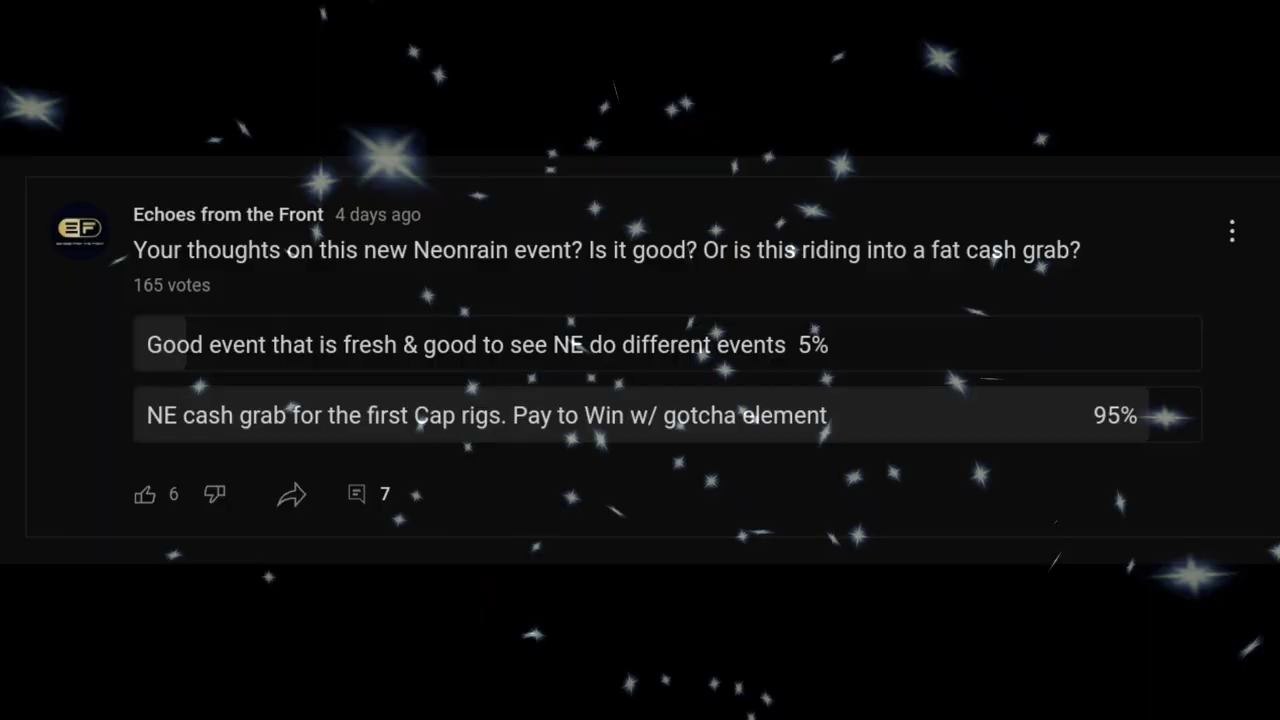 EF
Echoes from the Front 4 days ago
Your thoughts on this new Neonrain event? Is it good? Or is this riding into a fat cash grab?
165 votes
Good event that is fresh & good to see NE do different events 5%
NE cash grab for the first Cap rigs. Pay to Win w/ gotcha element 95%
6 7